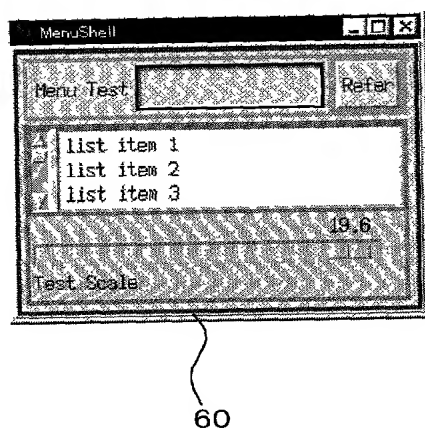 MenuShell
Menu Test Refer
list item 1
list item 2
list item 3
19.6
Test Scale
60